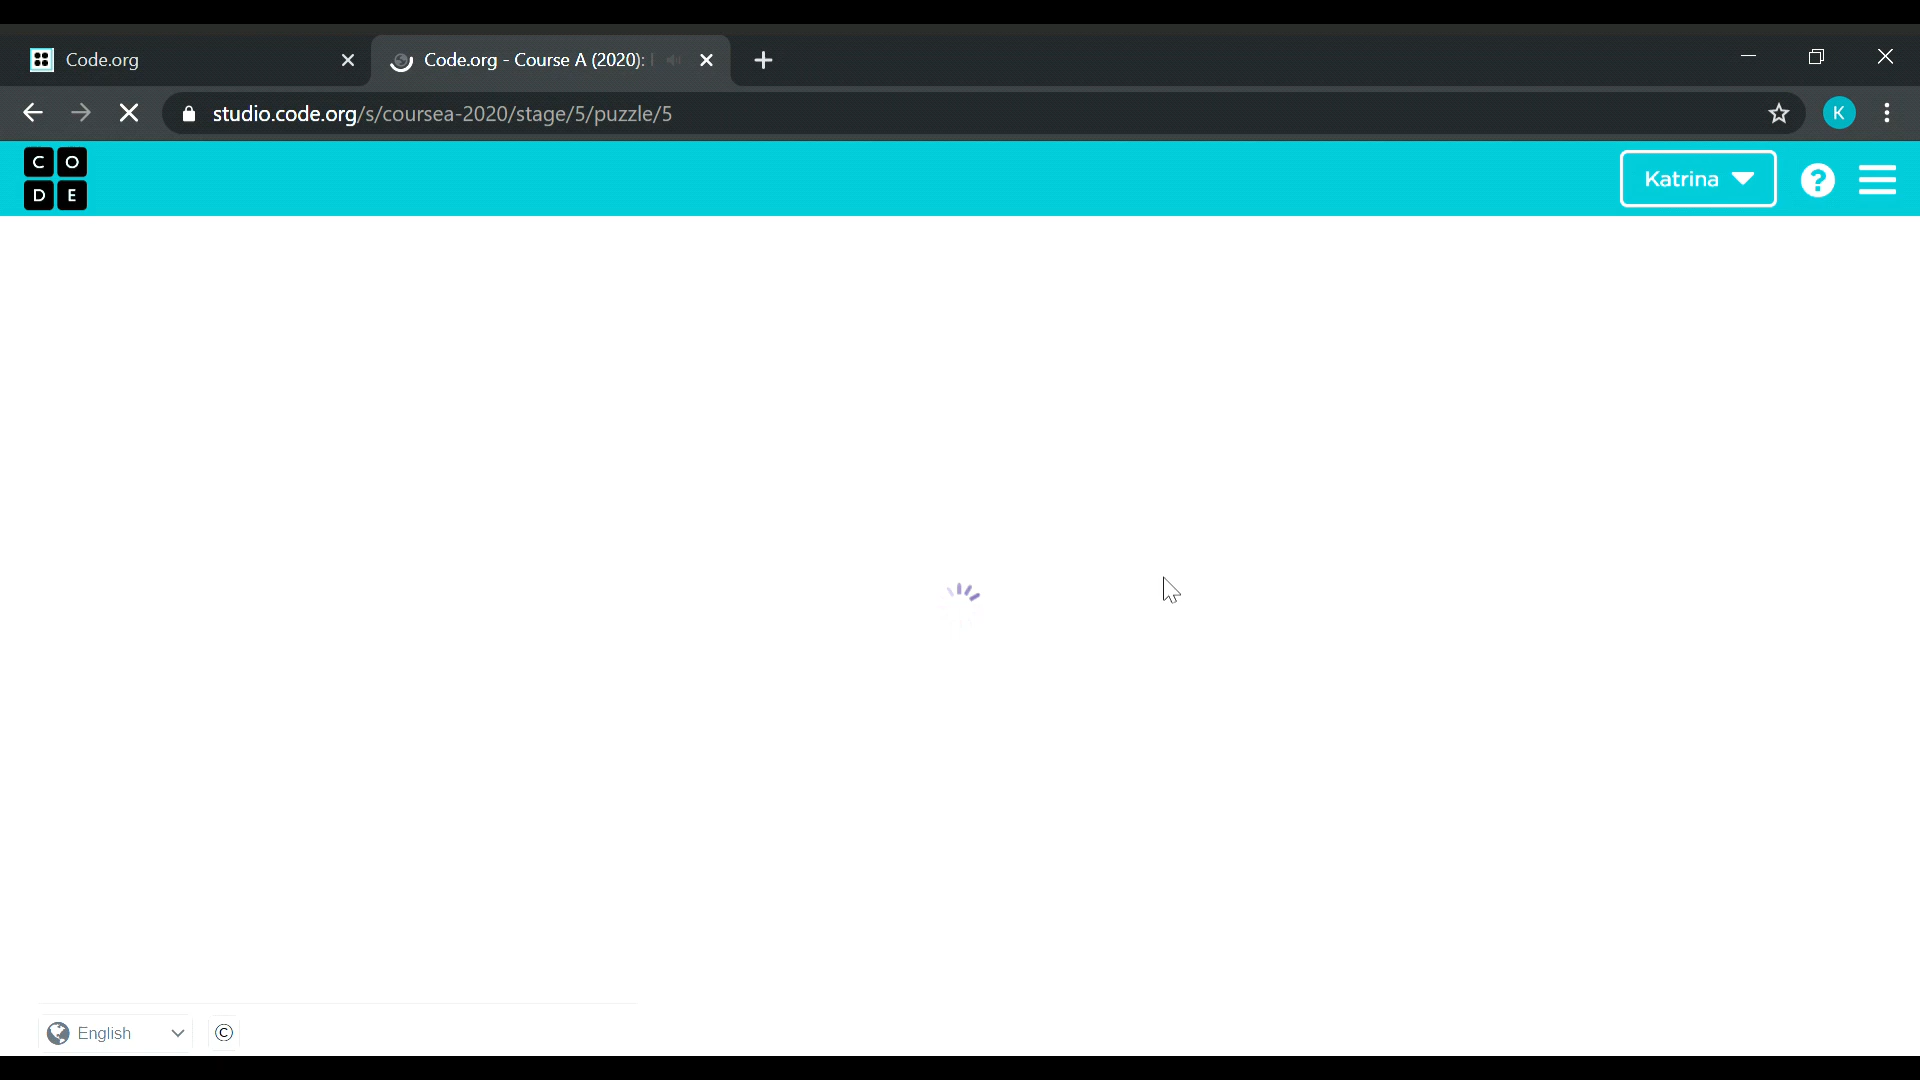 Code.org
Code.org - Course A (2020):
studio.code.org/s/coursea-2020/stage/5/puzzle/5
K
C O
D E
Katrina
?
English
©